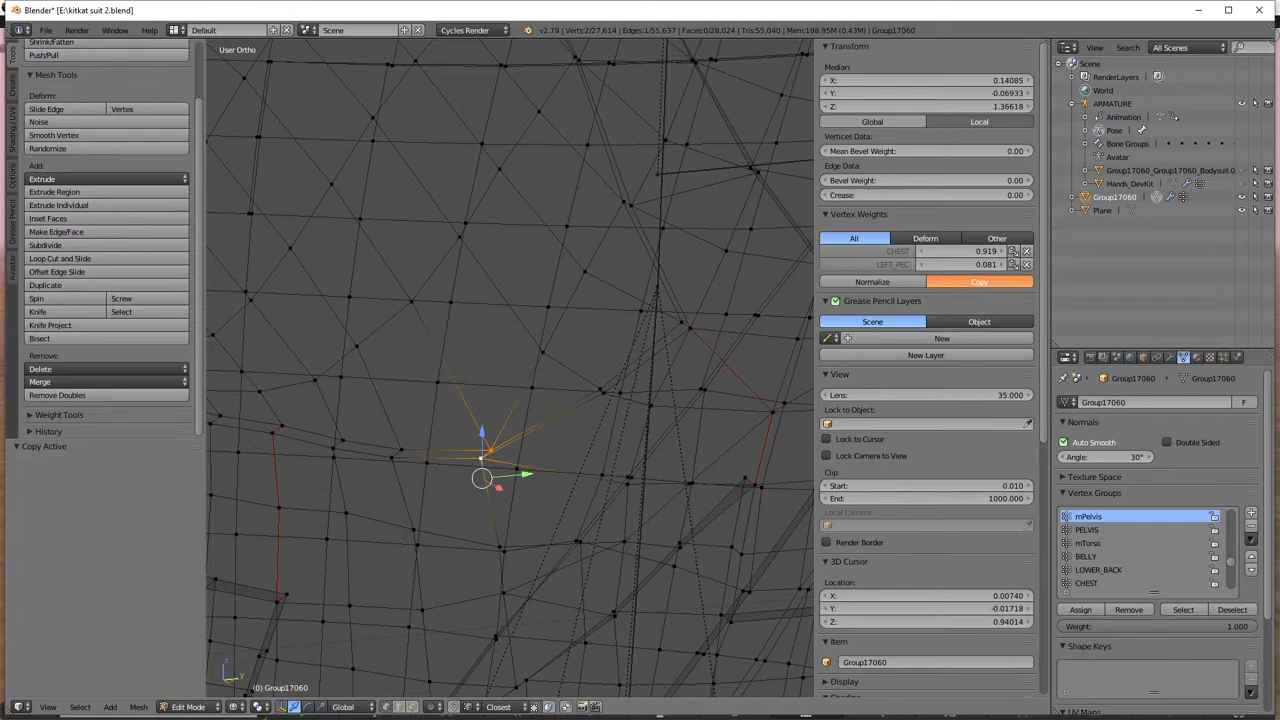 Blender* [E:\kitkat suit 2.blend]
File Render Window Help Default Scene Cycles Render v2.79 | Verts:2/27,614 | Edges:1/55,637 | Faces:0/28,024 | Tris:55,040 | Mem:198.95M (0.43M) | Group17060
Shrink/Fatten
Push/Pull
Mesh Tools
Deform:
Slide Edge Vertex
Noise
Smooth Vertex
Randomize
Add:
Extrude
Extrude Region
Extrude Individual
Inset Faces
Make Edge/Face
Subdivide
Loop Cut and Slide
Offset Edge Slide
Duplicate
Spin Screw
Knife Select
Knife Project
Bisect
Remove:
Delete
Merge
Remove Doubles
Weight Tools
History
Copy Active
Tools
Create
Shading / UVs
Options
Grease Pencil
Avastar
User Ortho
(0) Group17060
z
y
Transform
Median:
X: 0.14085
Y: -0.06933
Z: 1.36618
Global Local
Vertices Data:
Mean Bevel Weight: 0.00
Edge Data:
Bevel Weight: 0.00
Crease: 0.00
Vertex Weights
All Deform Other
CHEST 0.919
LEFT_PEC 0.081
Normalize Copy
Grease Pencil Layers
Scene Object
New
New Layer
View
Lens: 35.000
Lock to Object:
Lock to Cursor
Lock Camera to View
Clip:
Start: 0.010
End: 1000.000
Local Camera:
Render Border
3D Cursor
Location:
X: 0.00740
Y: -0.01718
Z: 0.94014
Item
Group17060
Display
View Search All Scenes
Scene
RenderLayers
World
ARMATURE
Animation
Pose
Bone Groups
Avatar
Group17060_Group17060_Bodysuit.0
Hands_DevKit
Group17060
Plane
Group17060 Group17060
Group17060 F
Normals
Auto Smooth Double Sided
Angle: 30°
Texture Space
Vertex Groups
mPelvis
PELVIS
mTorso
BELLY
LOWER_BACK
CHEST
Assign Remove Select Deselect
Weight: 1.000
Shape Keys
UV Maps
View Select Add Mesh Edit Mode Global Closest